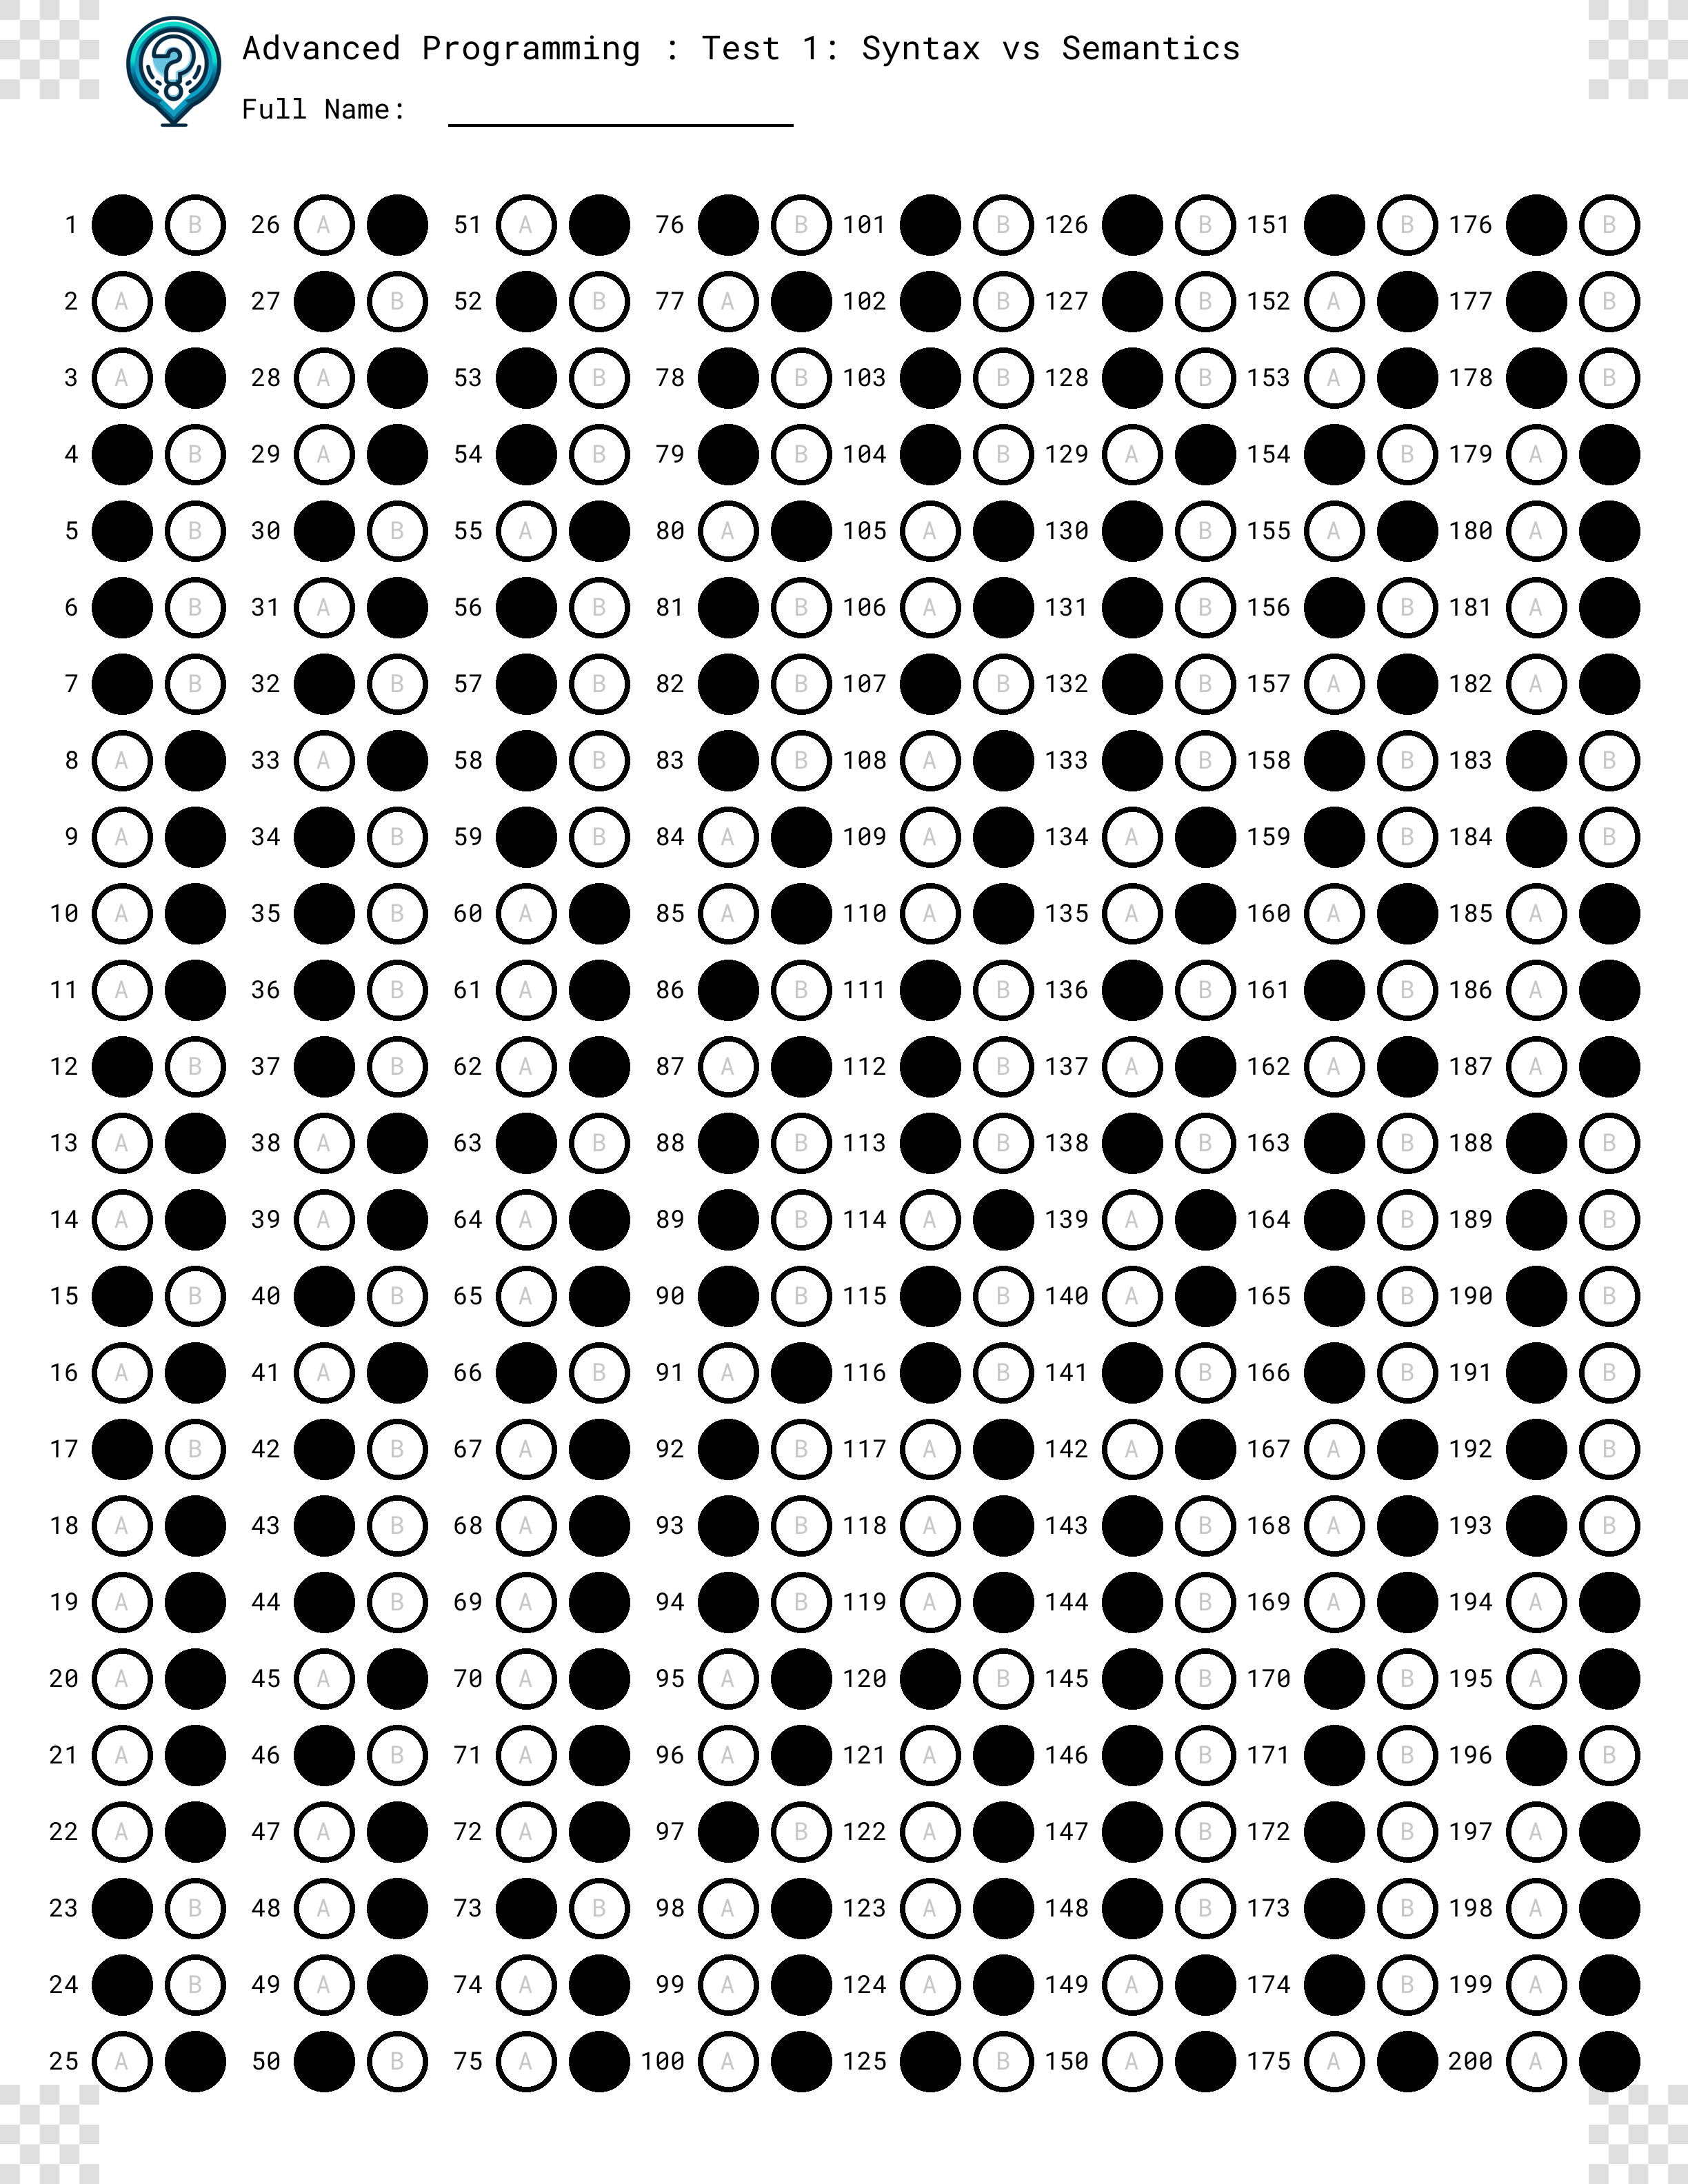 Advanced Programming : Test 1: Syntax vs Semantics
Full Name:
1 B 26 A 51 A 76 B 101 B 126 B 151 B 176 B
2 A 27 B 52 B 77 A 102 B 127 B 152 A 177 B
3 A 28 A 53 B 78 B 103 B 128 B 153 A 178 B
4 B 29 A 54 B 79 B 104 B 129 A 154 B 179 A
5 B 30 B 55 A 80 A 105 A 130 B 155 A 180 A
6 B 31 A 56 B 81 B 106 A 131 B 156 B 181 A
7 B 32 B 57 B 82 B 107 B 132 B 157 A 182 A
8 A 33 A 58 B 83 B 108 A 133 B 158 B 183 B
9 A 34 B 59 B 84 A 109 A 134 A 159 B 184 B
10 A 35 B 60 A 85 A 110 A 135 A 160 A 185 A
11 A 36 B 61 A 86 B 111 B 136 B 161 B 186 A
12 B 37 B 62 A 87 A 112 B 137 A 162 A 187 A
13 A 38 A 63 B 88 B 113 B 138 B 163 B 188 B
14 A 39 A 64 A 89 B 114 A 139 A 164 B 189 B
15 B 40 B 65 A 90 B 115 B 140 A 165 B 190 B
16 A 41 A 66 B 91 A 116 B 141 B 166 B 191 B
17 B 42 B 67 A 92 B 117 A 142 A 167 A 192 B
18 A 43 B 68 A 93 B 118 A 143 B 168 A 193 B
19 A 44 B 69 A 94 B 119 A 144 B 169 A 194 A
20 A 45 A 70 A 95 A 120 B 145 B 170 B 195 A
21 A 46 B 71 A 96 A 121 A 146 B 171 B 196 B
22 A 47 A 72 A 97 B 122 A 147 B 172 B 197 A
23 B 48 A 73 B 98 A 123 A 148 B 173 B 198 A
24 B 49 A 74 A 99 A 124 A 149 A 174 B 199 A
25 A 50 B 75 A 100 A 125 B 150 A 175 A 200 A